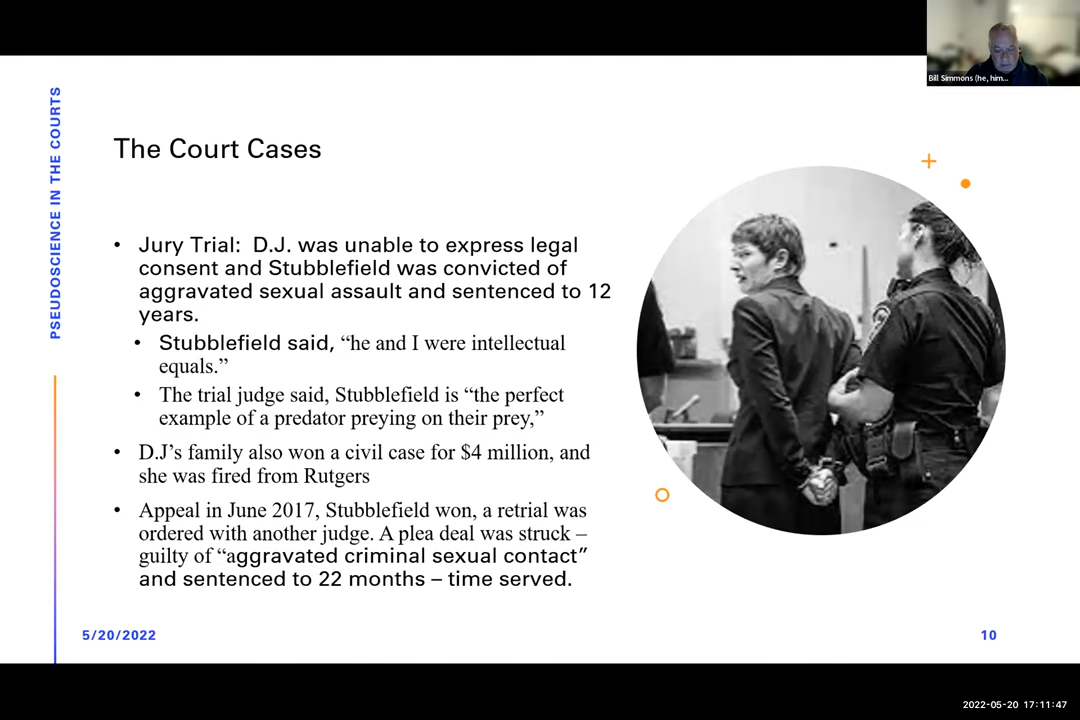 Bill Simmons (he, him...
PSEUDOSCIENCE IN THE COURTS
The Court Cases
• Jury Trial: D.J. was unable to express legal
consent and Stubblefield was convicted of
aggravated sexual assault and sentenced to 12
years.
• Stubblefield said, “he and I were intellectual
equals.”
• The trial judge said, Stubblefield is “the perfect
example of a predator preying on their prey,”
• D.J’s family also won a civil case for $4 million, and
she was fired from Rutgers
• Appeal in June 2017, Stubblefield won, a retrial was
ordered with another judge. A plea deal was struck –
guilty of “aggravated criminal sexual contact”
and sentenced to 22 months – time served.
5/20/2022
10
2022-05-20 17:11:47